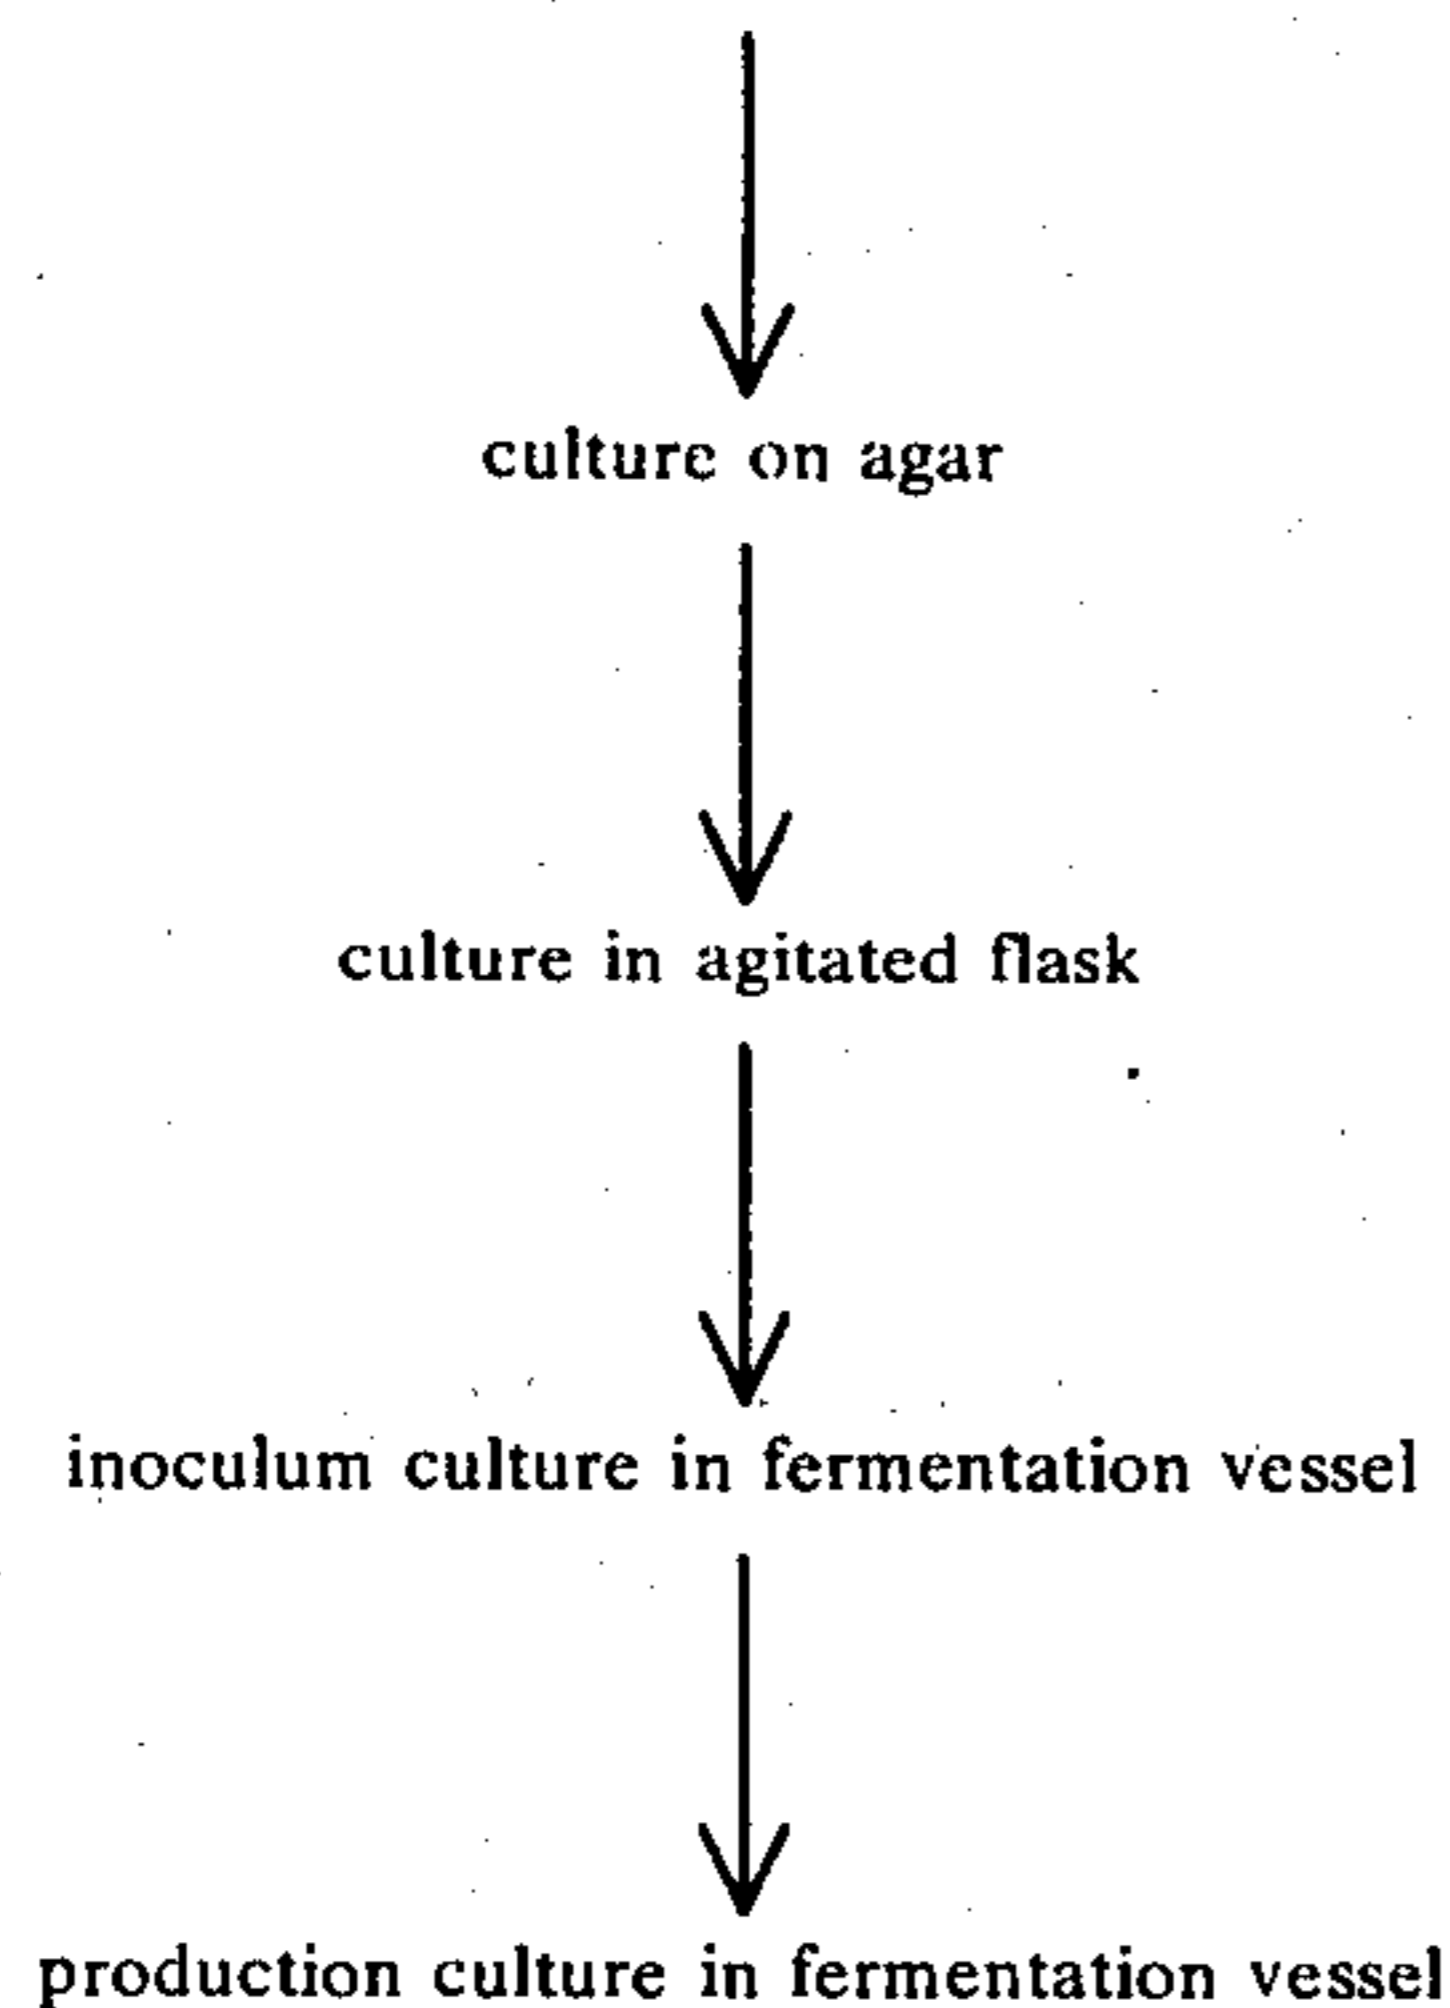 culture on agar
culture in agitated flask
inoculum culture in fermentation vessel
production culture in fermentation vessel